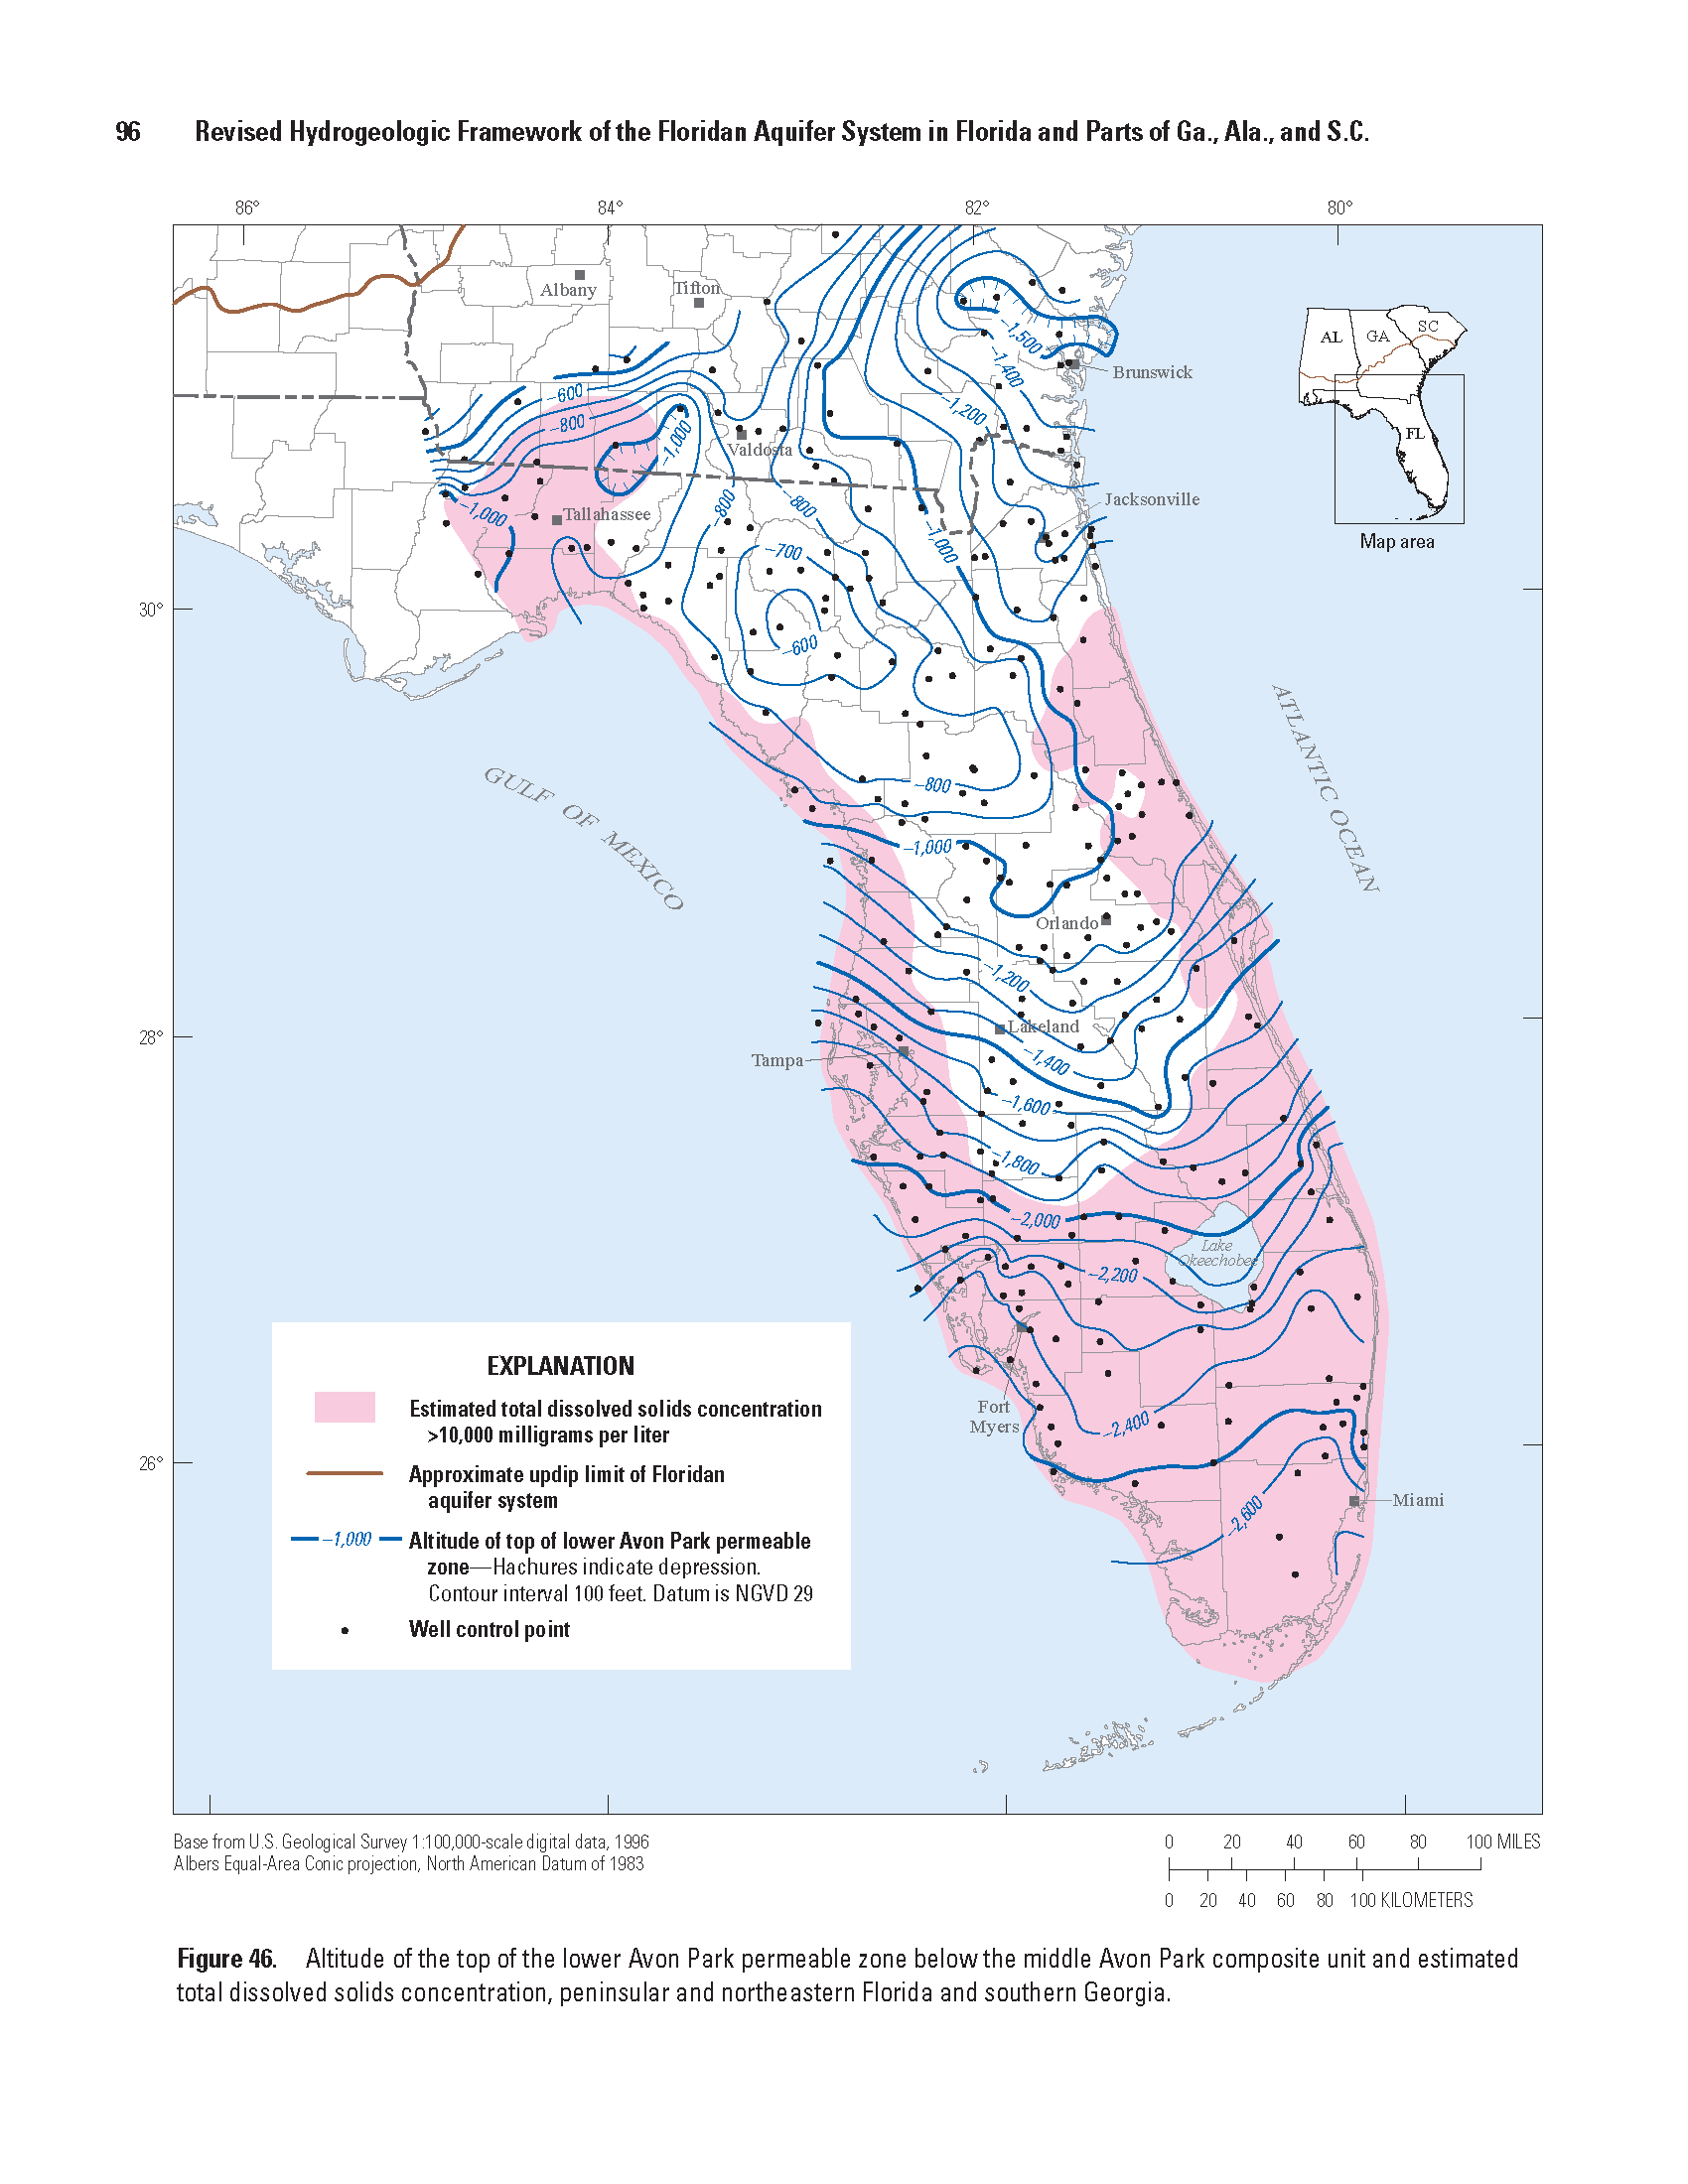 96 Revised Hydrogeologic Framework of the Floridan Aquifer System in Florida and Parts of Ga., Ala., and S.C.
86° 84° 82° 80°
Albany
Tifton
AL
GA
SC
FL
Map area
–1,500
Brunswick
–1,400
–600
–1,200
–800
–1,000
Valdosta
–800
–800
Jacksonville
–1,000
Tallahassee
–1,000
–700
30°
–600
ATLANTIC OCEAN
GULF OF MEXICO
–800
–1,000
Orlando
–1,200
Lakeland
28°
–1,400
Tampa
–1,600
–1,800
–2,000
Lake
Okeechobee
–2,200
Fort
Myers
–2,400
26°
Miami
–2,600
EXPLANATION
Estimated total dissolved solids concentration
>10,000 milligrams per liter
Approximate updip limit of Floridan
aquifer system
–1,000 Altitude of top of lower Avon Park permeable
zone—Hachures indicate depression.
Contour interval 100 feet. Datum is NGVD 29
Well control point
Base from U.S. Geological Survey 1:100,000-scale digital data, 1996
Albers Equal-Area Conic projection, North American Datum of 1983
0 20 40 60 80 100 MILES
0 20 40 60 80 100 KILOMETERS
Figure 46. Altitude of the top of the lower Avon Park permeable zone below the middle Avon Park composite unit and estimated
total dissolved solids concentration, peninsular and northeastern Florida and southern Georgia.